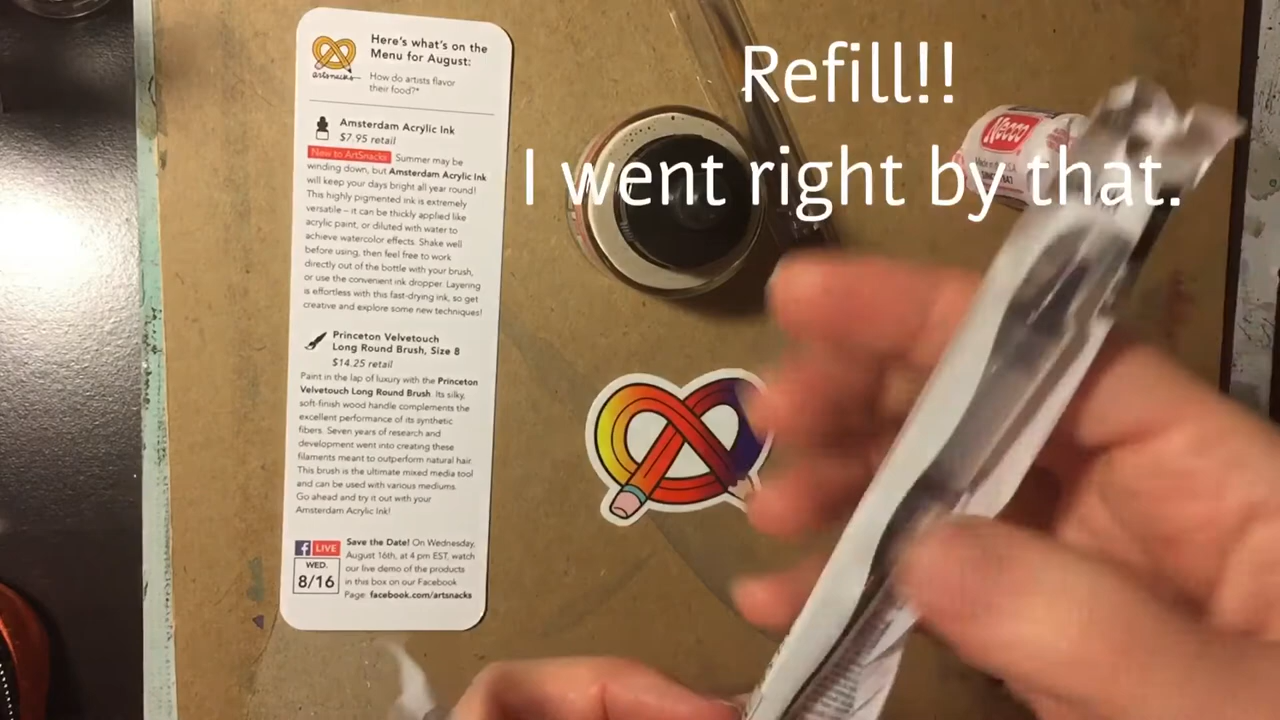 Here's what's on the
Menu for August:
artsnacks
How do artists flavor
their food?*
Amsterdam Acrylic Ink
$7.95 retail
New to ArtSnacks Summer may be
winding down, but Amsterdam Acrylic Ink
will keep your days bright all year round!
This highly pigmented ink is extremely
versatile – it can be thickly applied like
acrylic paint, or diluted with water to
achieve watercolor effects. Shake well
before using, then feel free to work
directly out of the bottle with your brush,
or use the convenient ink dropper. Layering
is effortless with this fast-drying ink, so get
creative and explore some new techniques!
Princeton Velvetouch
Long Round Brush, Size 8
$14.25 retail
Paint in the lap of luxury with the Princeton
Velvetouch Long Round Brush. Its silky,
soft-finish wood handle complements the
excellent performance of its synthetic
fibers. Seven years of research and
development went into creating these
filaments meant to outperform natural hair.
This brush is the ultimate mixed media tool
and can be used with various mediums.
Go ahead and try it out with your
Amsterdam Acrylic Ink!
f LIVE
WED.
8/16
Save the Date! On Wednesday,
August 16th, at 4 pm EST, watch
our live demo of the products
in this box on our Facebook
Page: facebook.com/artsnacks
Refill!!
I went right by that.
Necco
Made in the U.S.A.